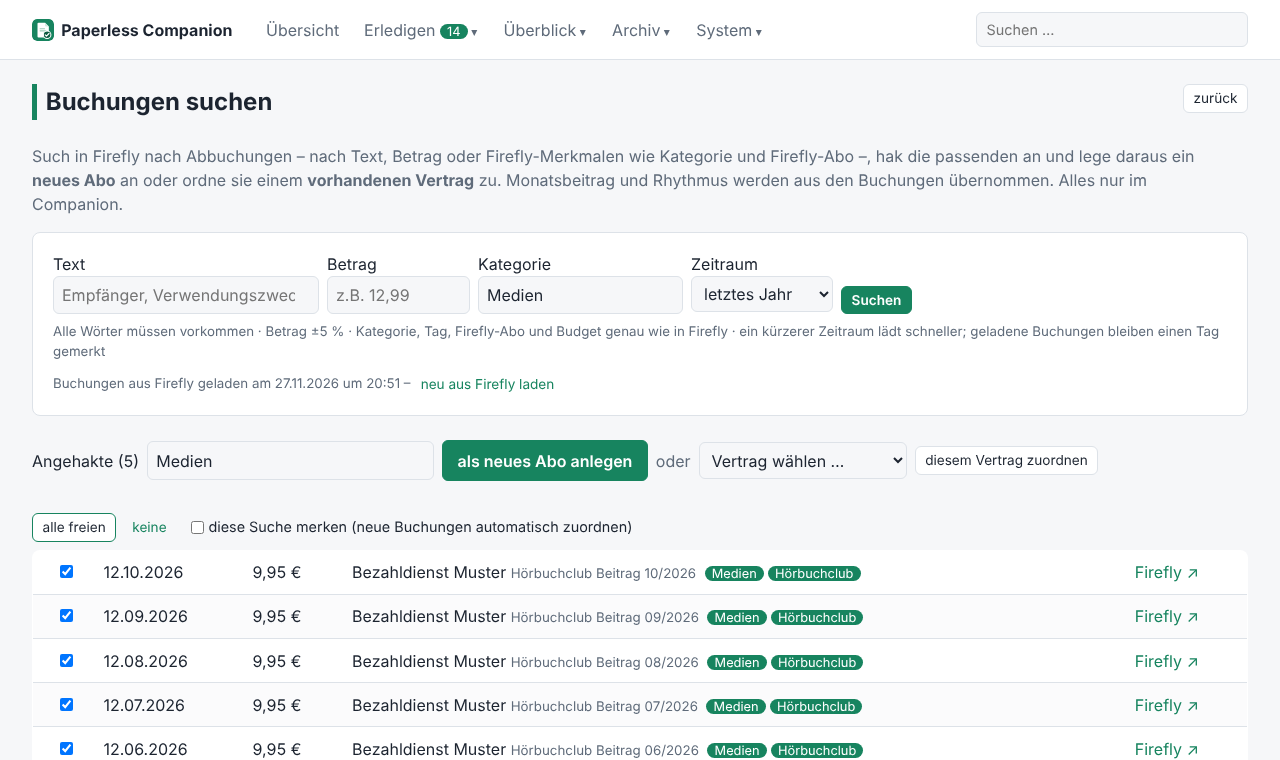 Paperless Companion Übersicht Erledigen 14 ▾ Überblick ▾ Archiv ▾ System ▾ Suchen ...
Buchungen suchen zurück
Such in Firefly nach Abbuchungen – nach Text, Betrag oder Firefly-Merkmalen wie Kategorie und Firefly-Abo –, hak die passenden an und lege daraus ein
neues Abo an oder ordne sie einem vorhandenen Vertrag zu. Monatsbeitrag und Rhythmus werden aus den Buchungen übernommen. Alles nur im
Companion.
Text Betrag Kategorie Zeitraum
Empfänger, Verwendungszwec z.B. 12,99 Medien letztes Jahr Suchen
Alle Wörter müssen vorkommen · Betrag ±5 % · Kategorie, Tag, Firefly-Abo und Budget genau wie in Firefly · ein kürzerer Zeitraum lädt schneller; geladene Buchungen bleiben einen Tag
gemerkt
Buchungen aus Firefly geladen am 27.11.2026 um 20:51 – neu aus Firefly laden
Angehakte (5) Medien als neues Abo anlegen oder Vertrag wählen ... diesem Vertrag zuordnen
alle freien keine diese Suche merken (neue Buchungen automatisch zuordnen)
12.10.2026 9,95 € Bezahldienst Muster Hörbuchclub Beitrag 10/2026 Medien Hörbuchclub Firefly ↗
12.09.2026 9,95 € Bezahldienst Muster Hörbuchclub Beitrag 09/2026 Medien Hörbuchclub Firefly ↗
12.08.2026 9,95 € Bezahldienst Muster Hörbuchclub Beitrag 08/2026 Medien Hörbuchclub Firefly ↗
12.07.2026 9,95 € Bezahldienst Muster Hörbuchclub Beitrag 07/2026 Medien Hörbuchclub Firefly ↗
12.06.2026 9,95 € Bezahldienst Muster Hörbuchclub Beitrag 06/2026 Medien Hörbuchclub Firefly ↗